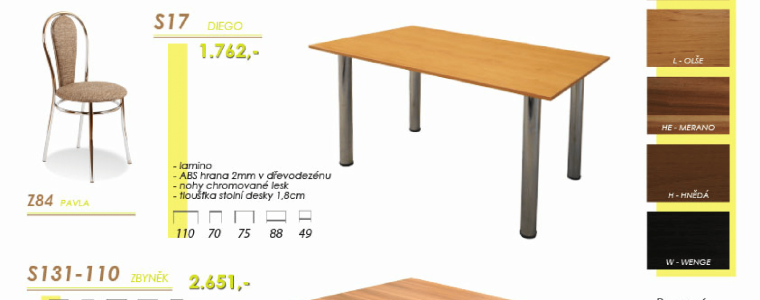 S17 DIEGO
1.762,-
- lamino
- ABS hrana 2mm v dřevodezénu
- nohy chromované lesk
- tloušťka stolní desky 1,8cm
110 70 75 88 49
Z84 PAVLA
L - OLŠE
HE - MERANO
H - HNĚDÁ
W - WENGE
S131-110 ZBYNĚK
2.651,-